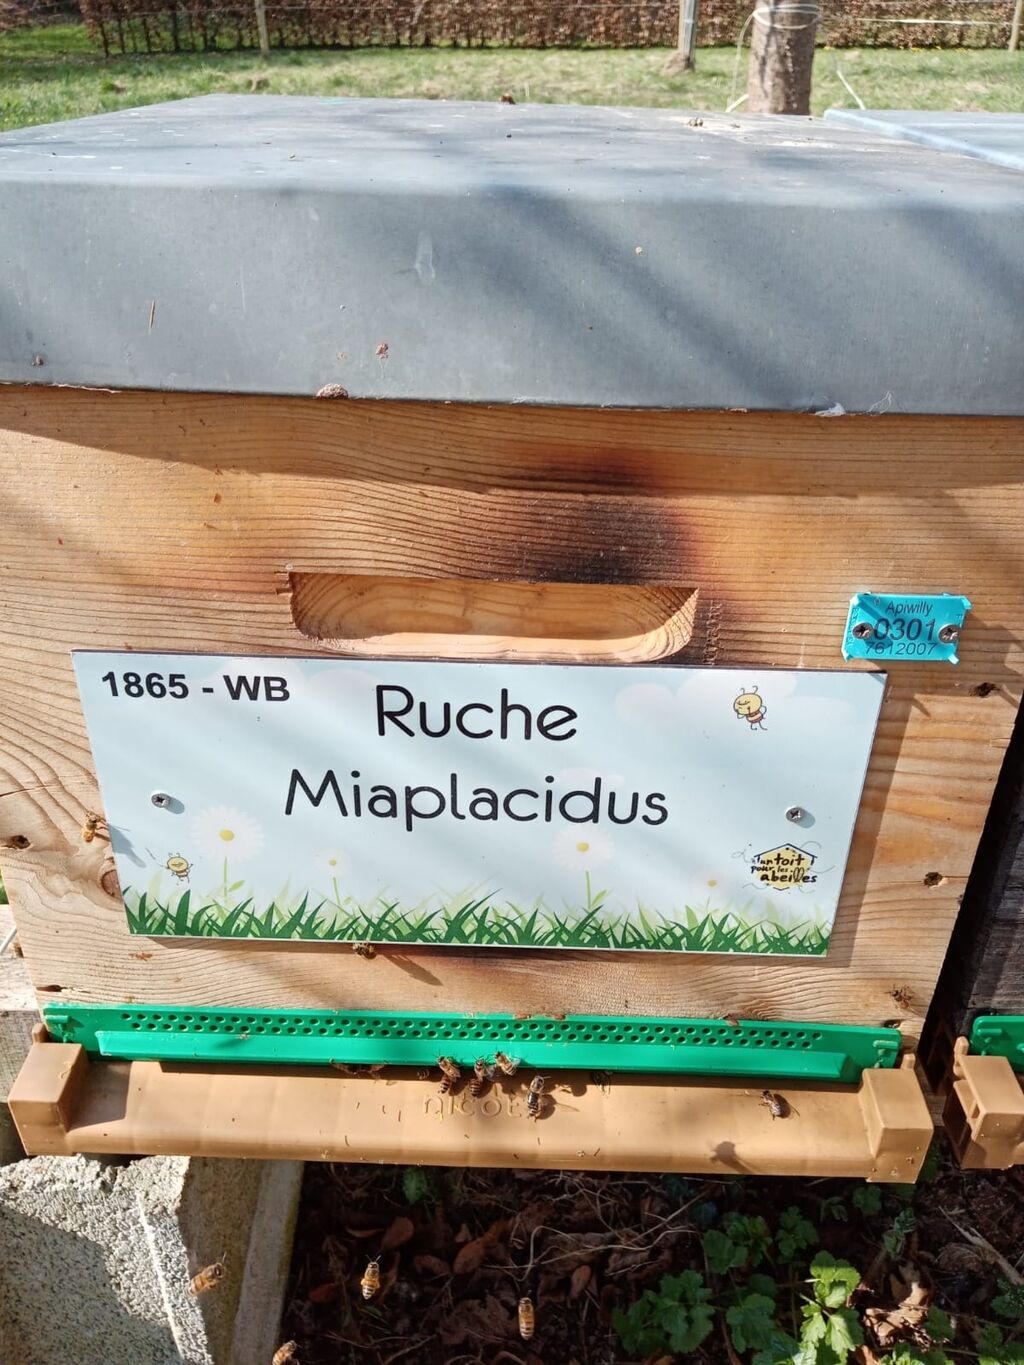 Apiwilly
0301
7612007
1865 - WB
Ruche
Miaplacidus
un toit
pour les
abeilles
nicot